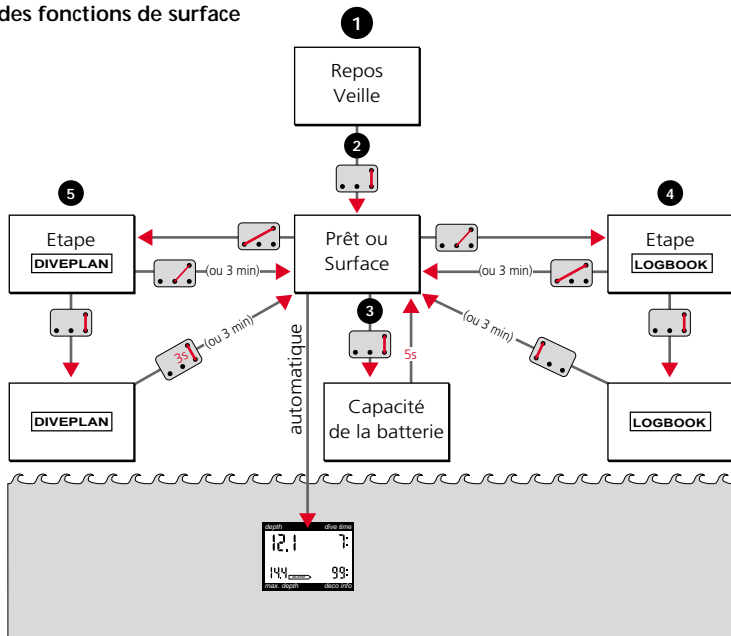 des fonctions de surface
1
Repos
Veille
2
5
4
Etape
DIVEPLAN
Prêt ou
Surface
Etape
LOGBOOK
(ou 3 min)
(ou 3 min)
3
3s
(ou 3 min)
(ou 3 min)
automatique
5s
DIVEPLAN
Capacité
de la batterie
LOGBOOK
depth dive time
12.1 7:
14.4 99:
max. depth deco info